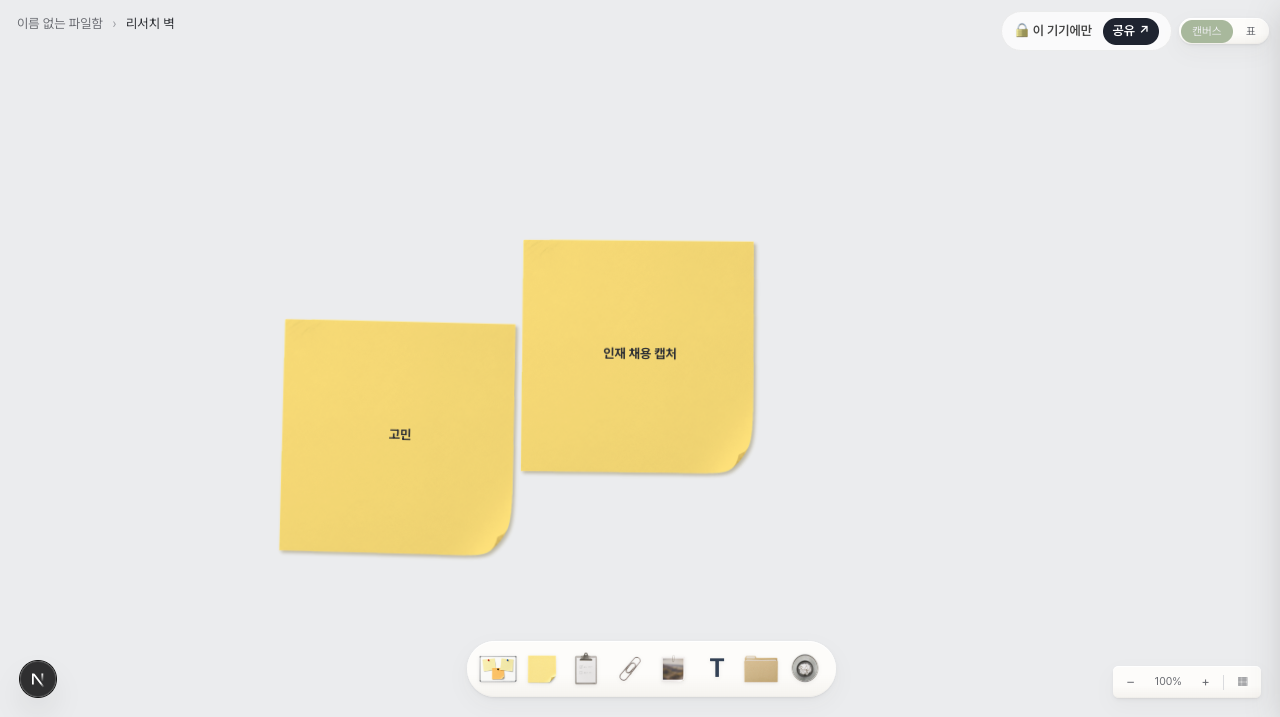 이름 없는 파일함 › 리서치 벽
이 기기에만
공유 ↗
캔버스
표
인재 채용 캡처
고민
N
T
− 100% +